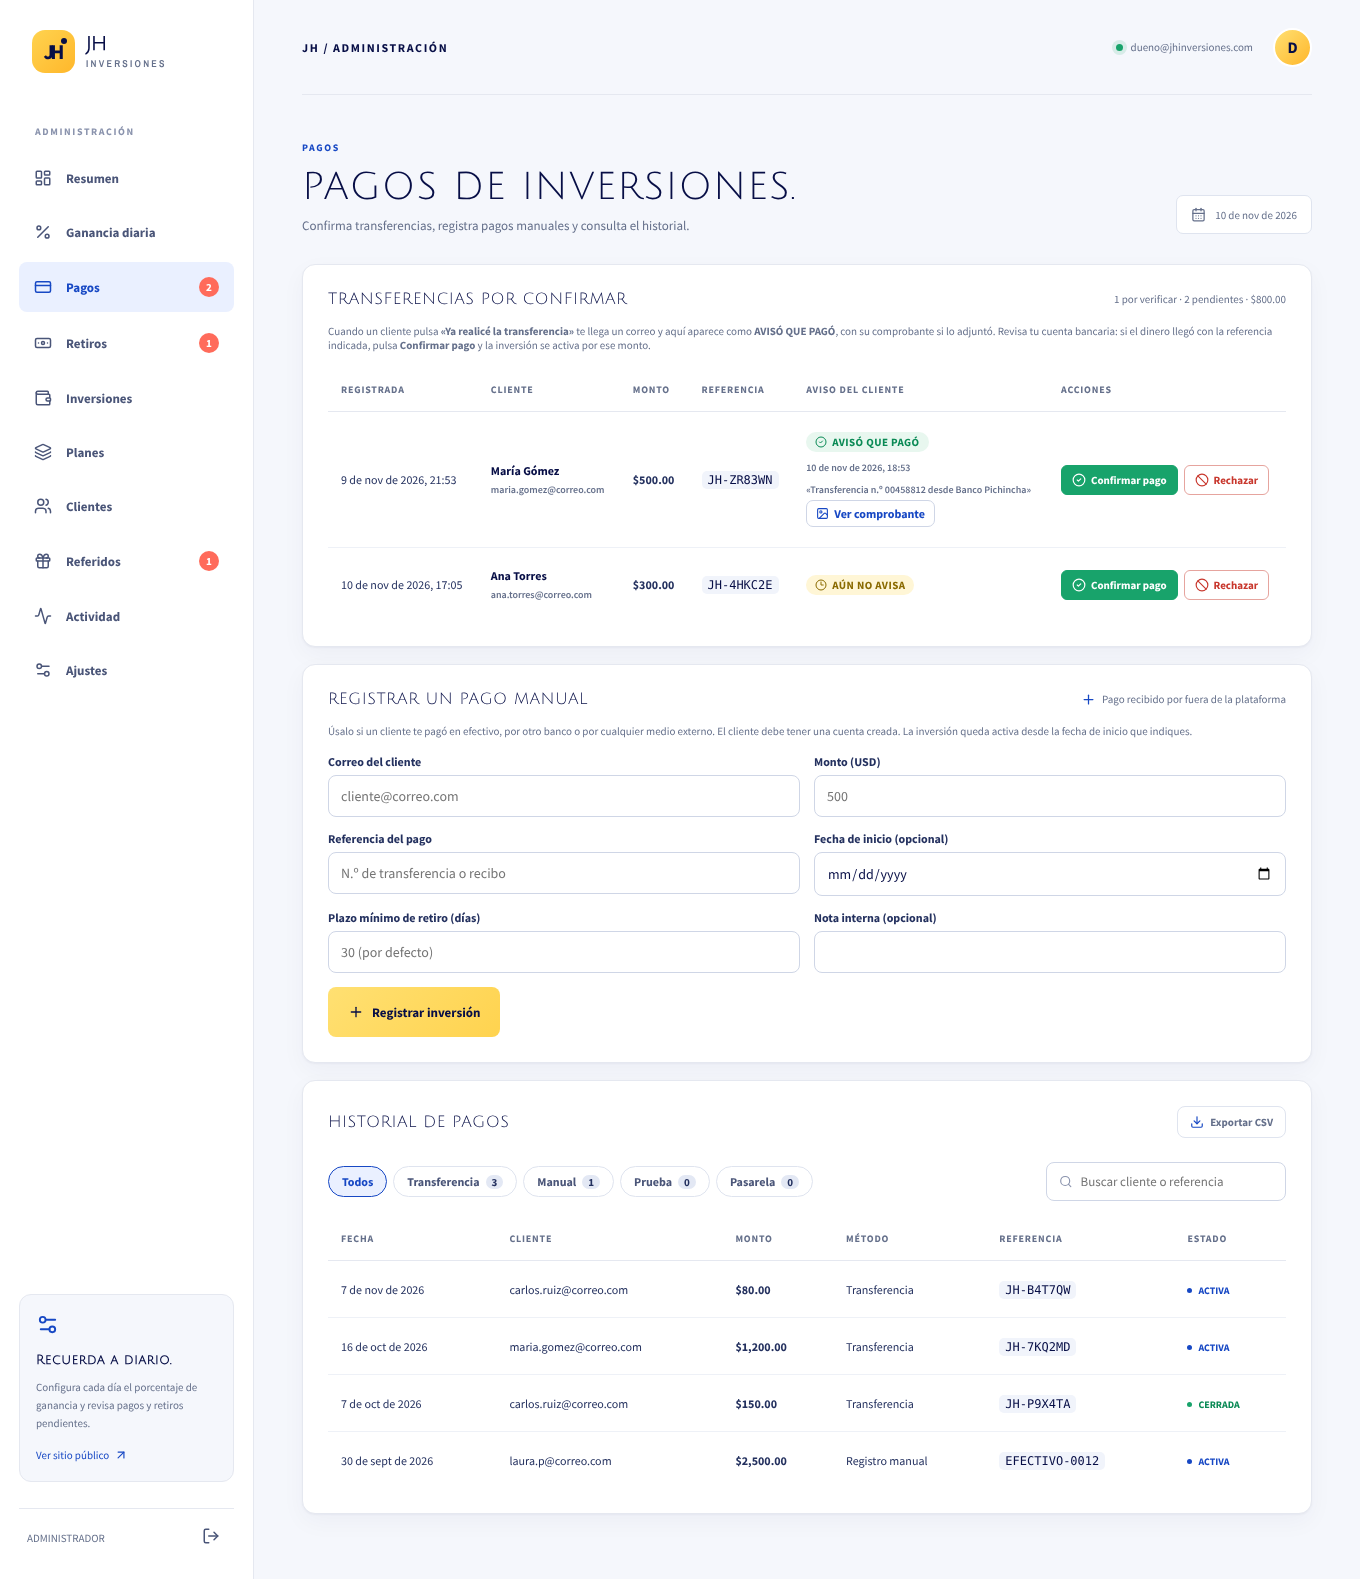 JH
JH
INVERSIONES
ADMINISTRACIÓN
Resumen
Ganancia diaria
Pagos 2
Retiros 1
Inversiones
Planes
Clientes
Referidos 1
Actividad
Ajustes
RECUERDA A DIARIO.
Configura cada día el porcentaje de
ganancia y revisa pagos y retiros
pendientes.
Ver sitio público
ADMINISTRADOR
JH / ADMINISTRACIÓN
dueno@jhinversiones.com D
PAGOS
PAGOS DE INVERSIONES.
Confirma transferencias, registra pagos manuales y consulta el historial.
10 de nov de 2026
TRANSFERENCIAS POR CONFIRMAR
1 por verificar · 2 pendientes · $800.00
Cuando un cliente pulsa «Ya realicé la transferencia» te llega un correo y aquí aparece como AVISÓ QUE PAGÓ, con su comprobante si lo adjuntó. Revisa tu cuenta bancaria: si el dinero llegó con la referencia
indicada, pulsa Confirmar pago y la inversión se activa por ese monto.
REGISTRADA CLIENTE MONTO REFERENCIA AVISO DEL CLIENTE ACCIONES
9 de nov de 2026, 21:53
María Gómez
maria.gomez@correo.com
$500.00
JH-ZR83WN
AVISÓ QUE PAGÓ
10 de nov de 2026, 18:53
«Transferencia n.º 00458812 desde Banco Pichincha»
Ver comprobante
Confirmar pago
Rechazar
10 de nov de 2026, 17:05
Ana Torres
ana.torres@correo.com
$300.00
JH-4HKC2E
AÚN NO AVISA
Confirmar pago
Rechazar
REGISTRAR UN PAGO MANUAL
Pago recibido por fuera de la plataforma
Úsalo si un cliente te pagó en efectivo, por otro banco o por cualquier medio externo. El cliente debe tener una cuenta creada. La inversión queda activa desde la fecha de inicio que indiques.
Correo del cliente
cliente@correo.com
Monto (USD)
500
Referencia del pago
N.º de transferencia o recibo
Fecha de inicio (opcional)
mm/dd/yyyy
Plazo mínimo de retiro (días)
30 (por defecto)
Nota interna (opcional)
Registrar inversión
HISTORIAL DE PAGOS
Exportar CSV
Todos Transferencia 3 Manual 1 Prueba 0 Pasarela 0
Buscar cliente o referencia
FECHA CLIENTE MONTO MÉTODO REFERENCIA ESTADO
7 de nov de 2026 carlos.ruiz@correo.com $80.00 Transferencia JH-B4T7QW ACTIVA
16 de oct de 2026 maria.gomez@correo.com $1,200.00 Transferencia JH-7KQ2MD ACTIVA
7 de oct de 2026 carlos.ruiz@correo.com $150.00 Transferencia JH-P9X4TA CERRADA
30 de sept de 2026 laura.p@correo.com $2,500.00 Registro manual EFECTIVO-0012 ACTIVA